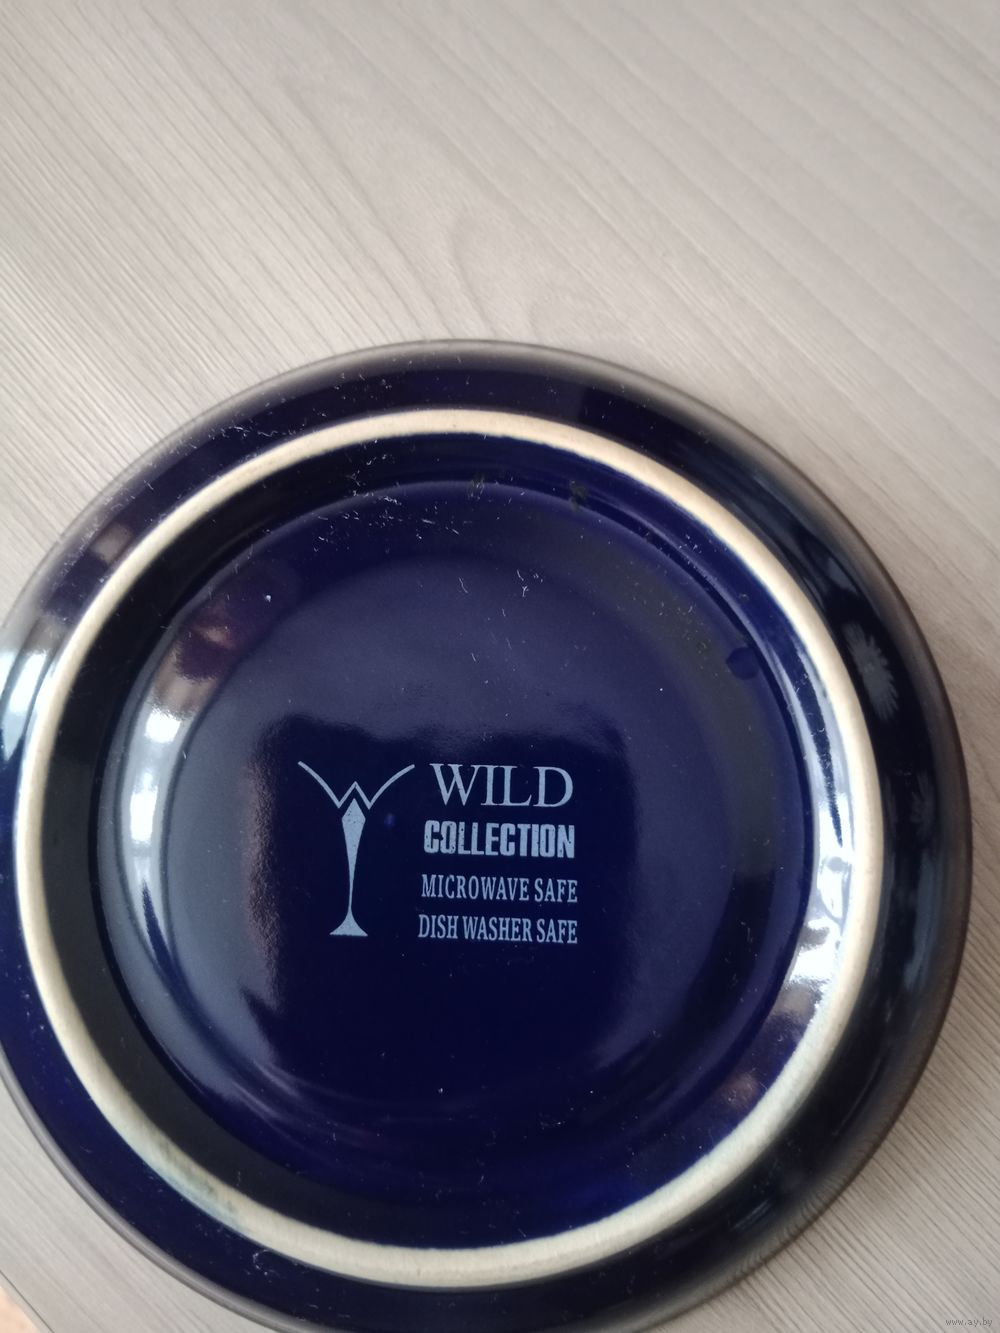 WILD
COLLECTION
MICROWAVE SAFE
DISH WASHER SAFE
www.ay.by